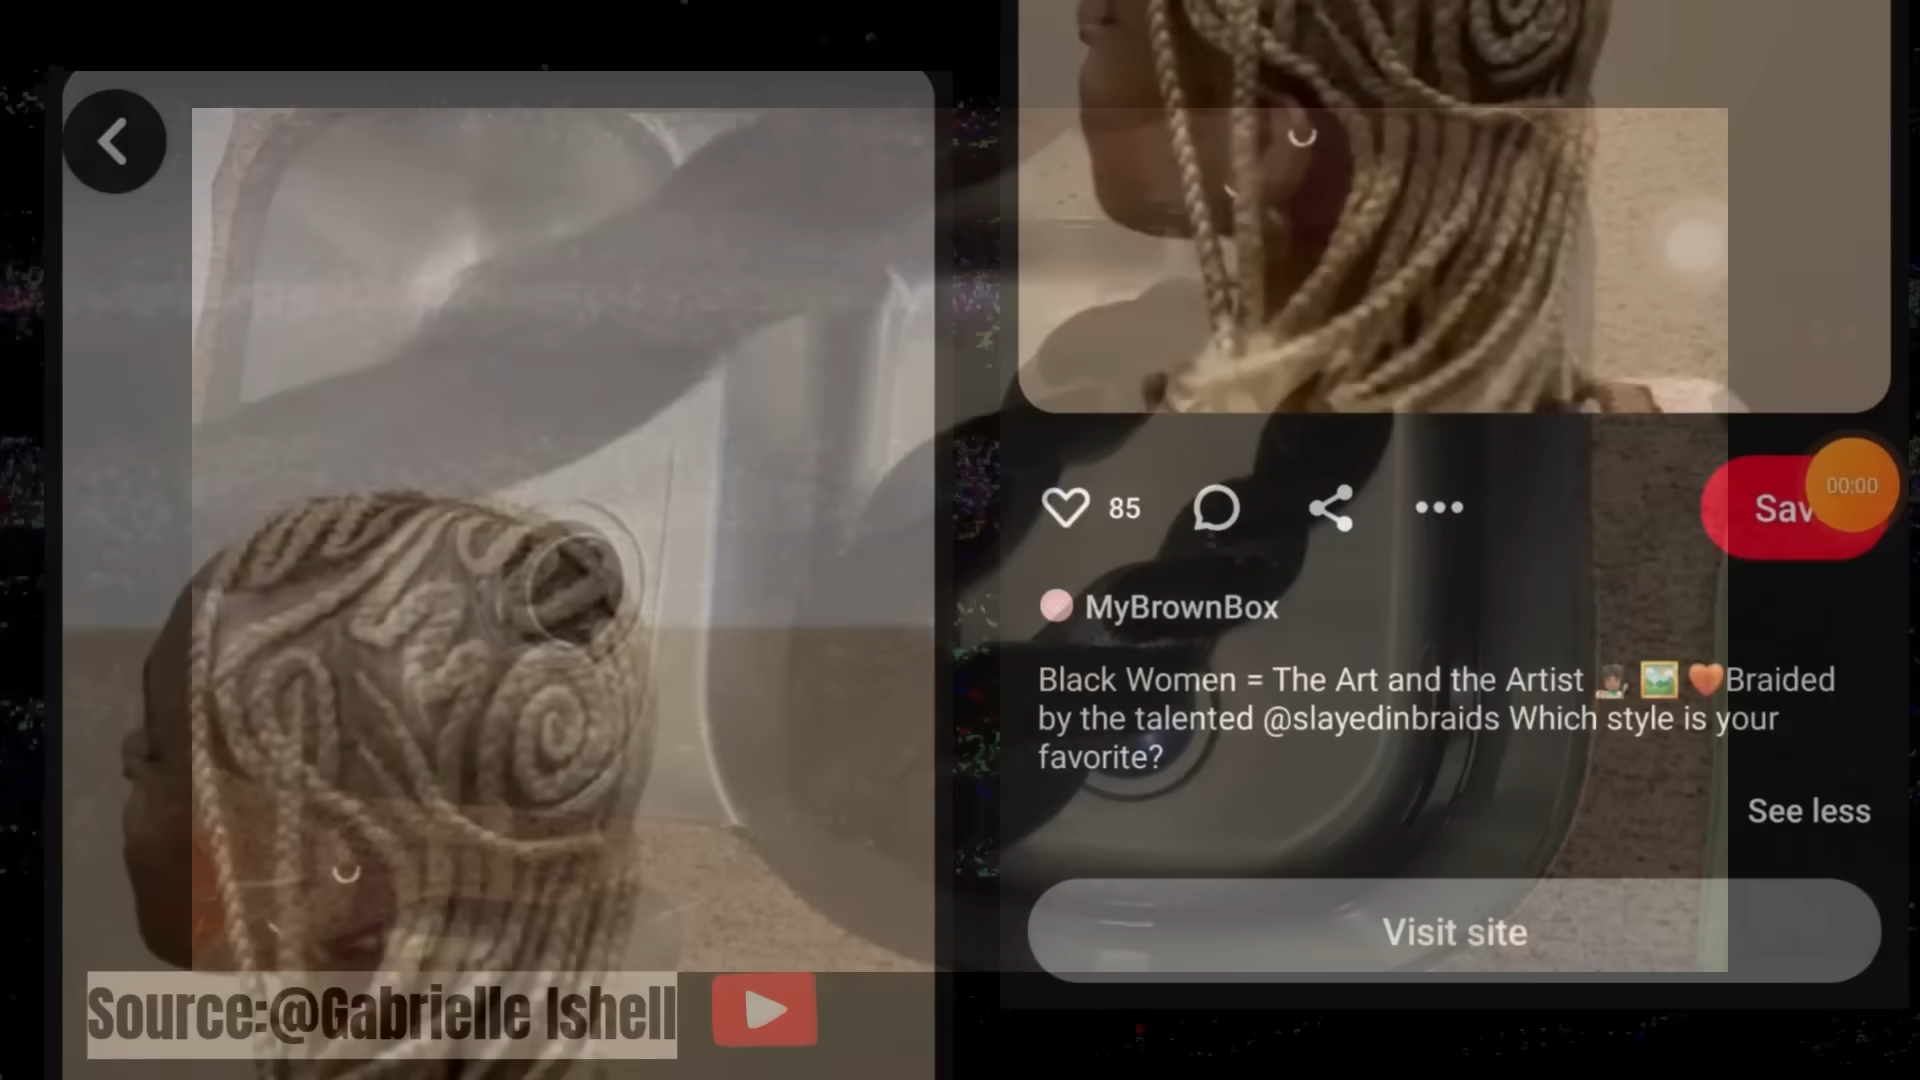 85
Sav
00:00
MyBrownBox
Black Women = The Art and the Artist 👩🏾‍🎨 🖼️ 🧡Braided
by the talented @slayedinbraids Which style is your
favorite?
See less
Visit site
Source:@Gabrielle Ishell